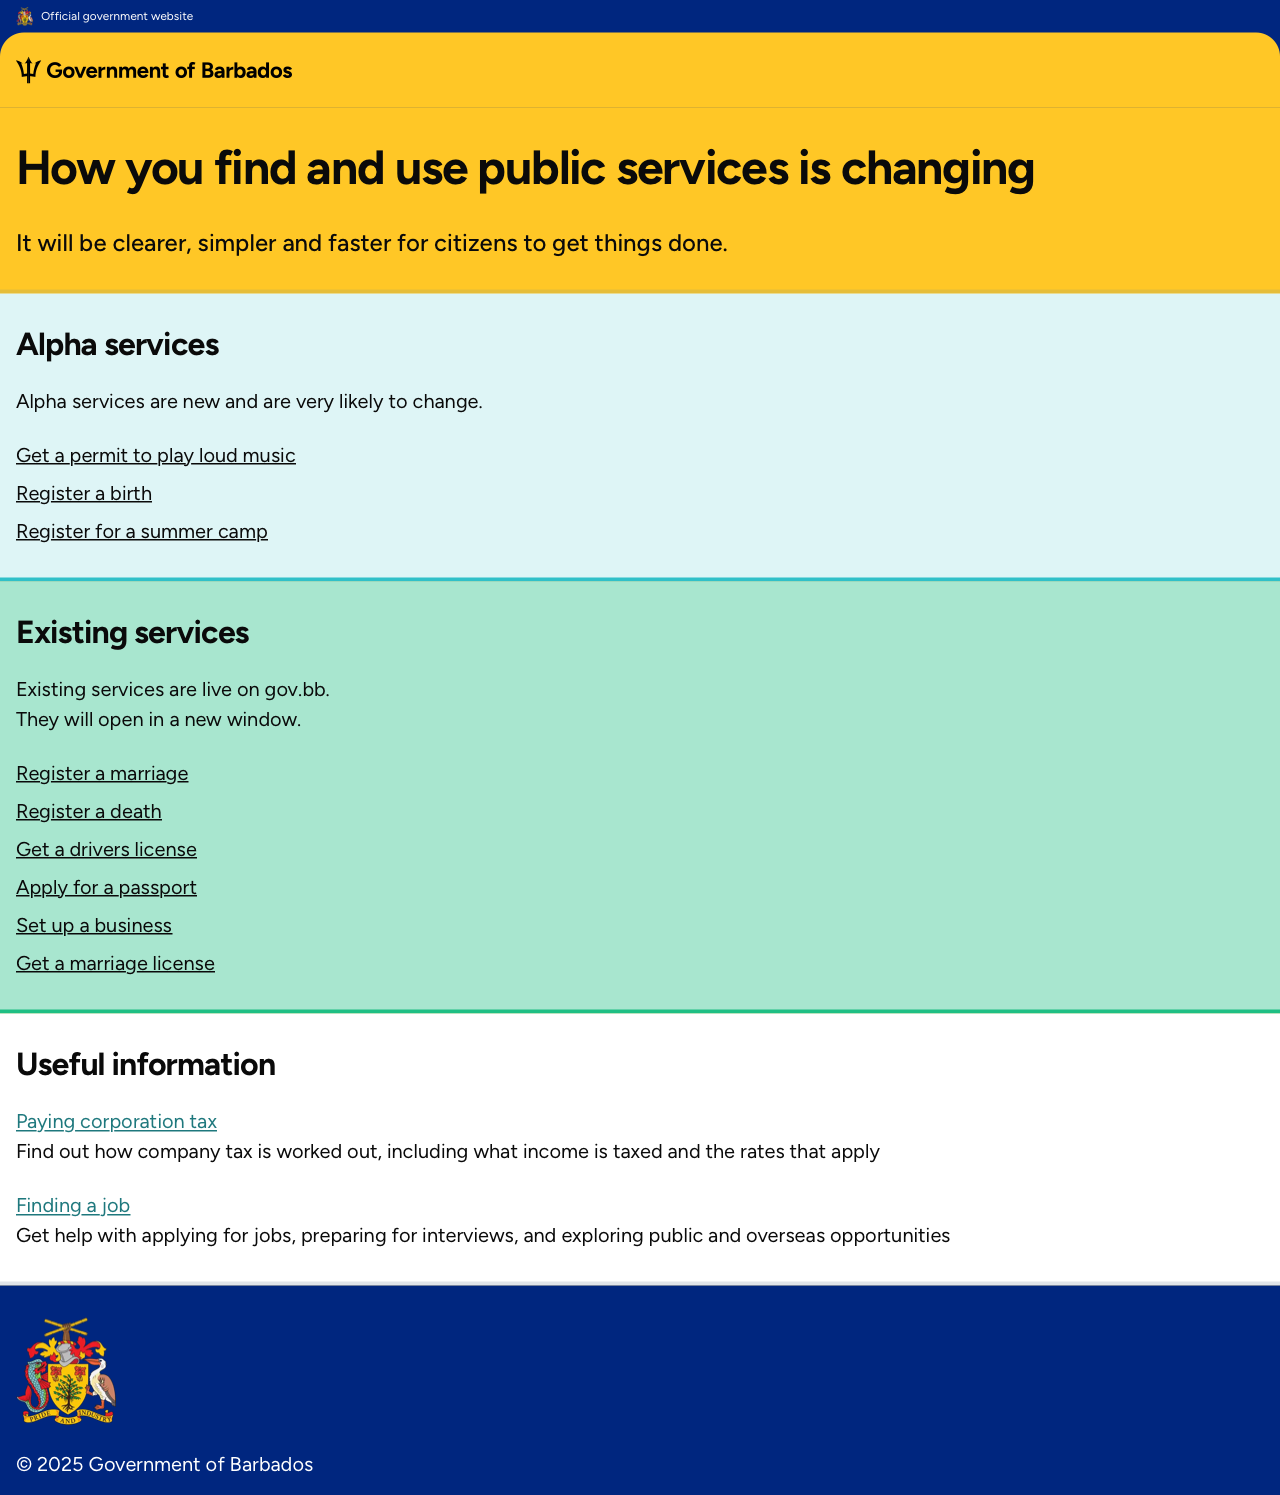 Official government website
Government of Barbados
How you find and use public services is changing
It will be clearer, simpler and faster for citizens to get things done.
Alpha services
Alpha services are new and are very likely to change.
Get a permit to play loud music
Register a birth
Register for a summer camp
Existing services
Existing services are live on gov.bb.
They will open in a new window.
Register a marriage
Register a death
Get a drivers license
Apply for a passport
Set up a business
Get a marriage license
Useful information
Paying corporation tax
Find out how company tax is worked out, including what income is taxed and the rates that apply
Finding a job
Get help with applying for jobs, preparing for interviews, and exploring public and overseas opportunities
PRIDE AND INDUSTRY
© 2025 Government of Barbados